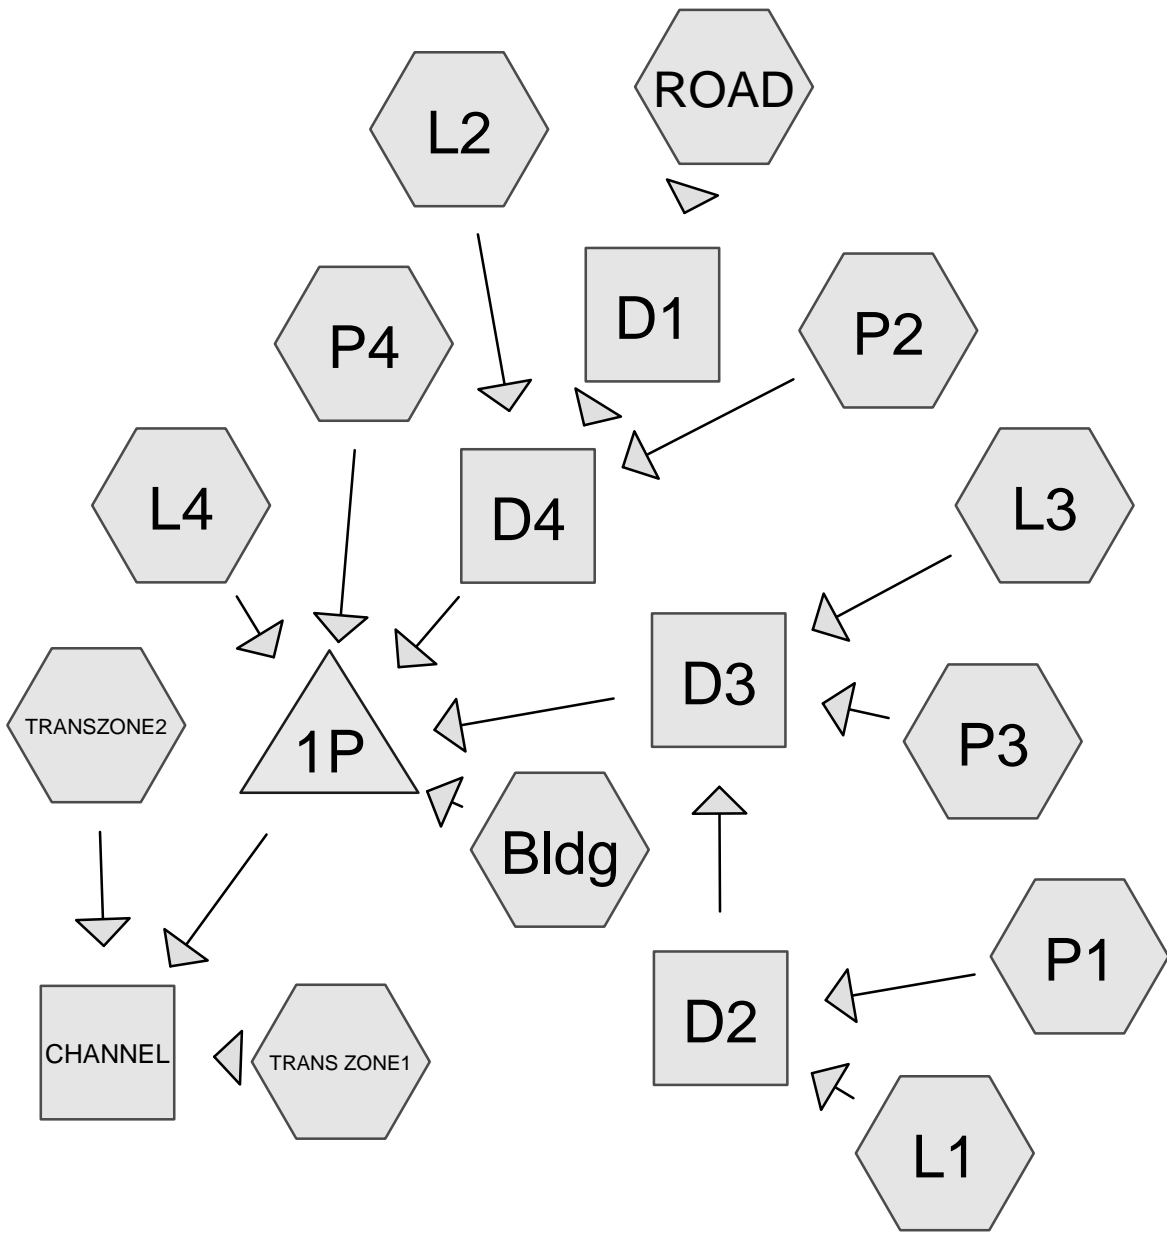 ROAD
L2
D1
P2
P4
L4
D4
L3
D3
TRANSZONE2
1P
P3
Bldg
P1
D2
CHANNEL
TRANS ZONE1
L1